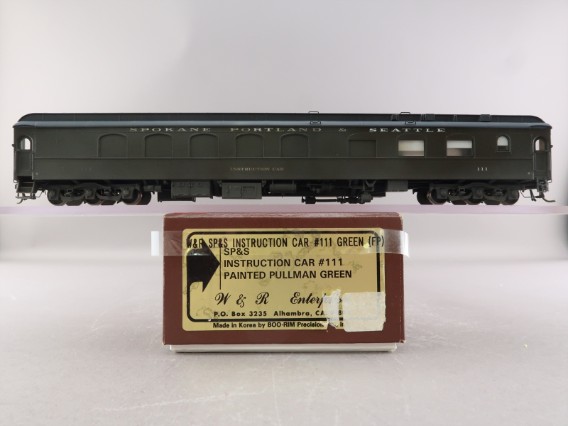 SPOKANE PORTLAND & SEATTLE
INSTRUCTION CAR
111
W&R SP&S INSTRUCTION CAR #111 GREEN (FP)
SP&S
INSTRUCTION CAR #111
PAINTED PULLMAN GREEN
W & R
P.O. Box 3235 Alhambra, CA
Made in Korea by BOO-RIM Precision